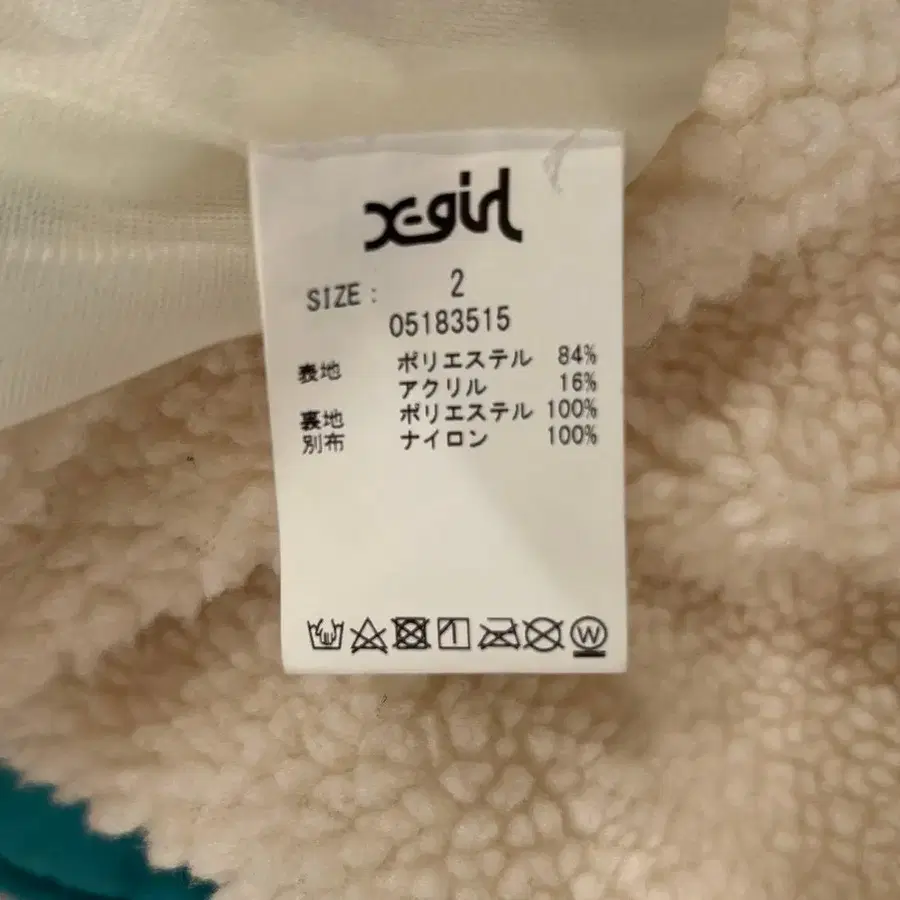 X-girl
SIZE : 2
05183515
表地 ポリエステル 84%
アクリル 16%
裏地 ポリエステル 100%
別布 ナイロン 100%
W